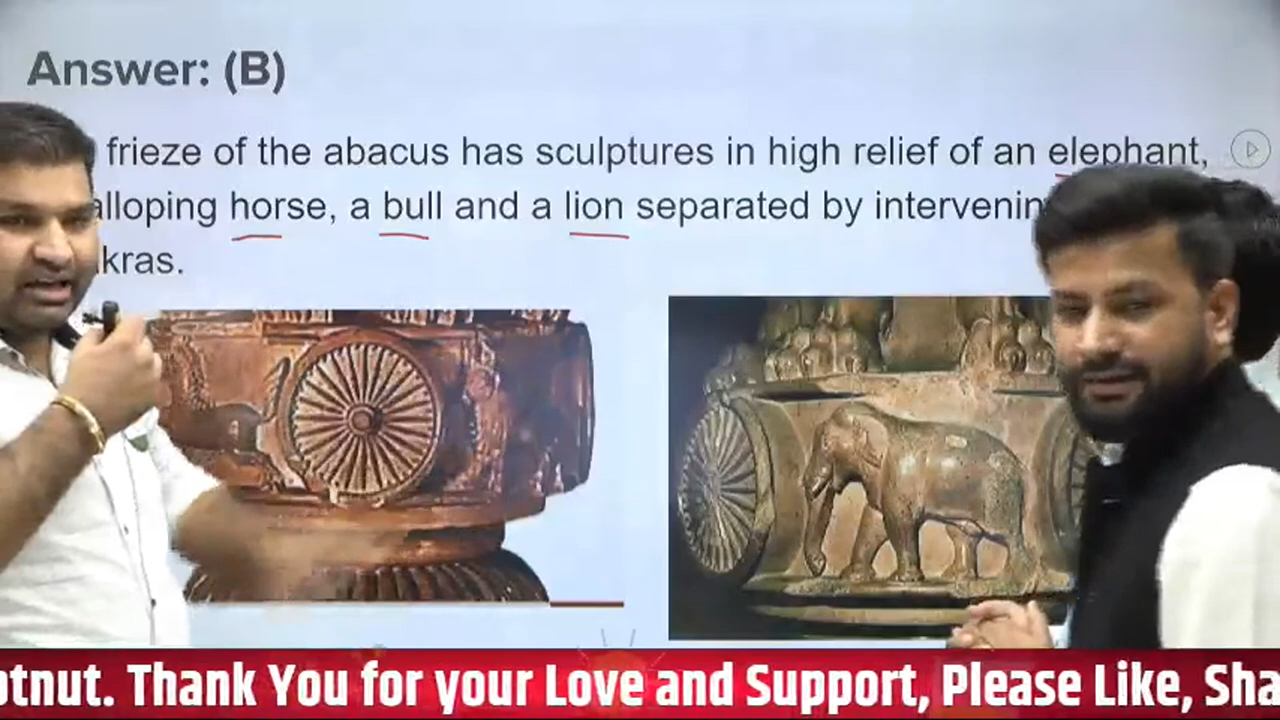 Answer: (B)
frieze of the abacus has sculptures in high relief of an elephant,
alloping horse, a bull and a lion separated by intervenin
kras.
otnut. Thank You for your Love and Support, Please Like, Sha